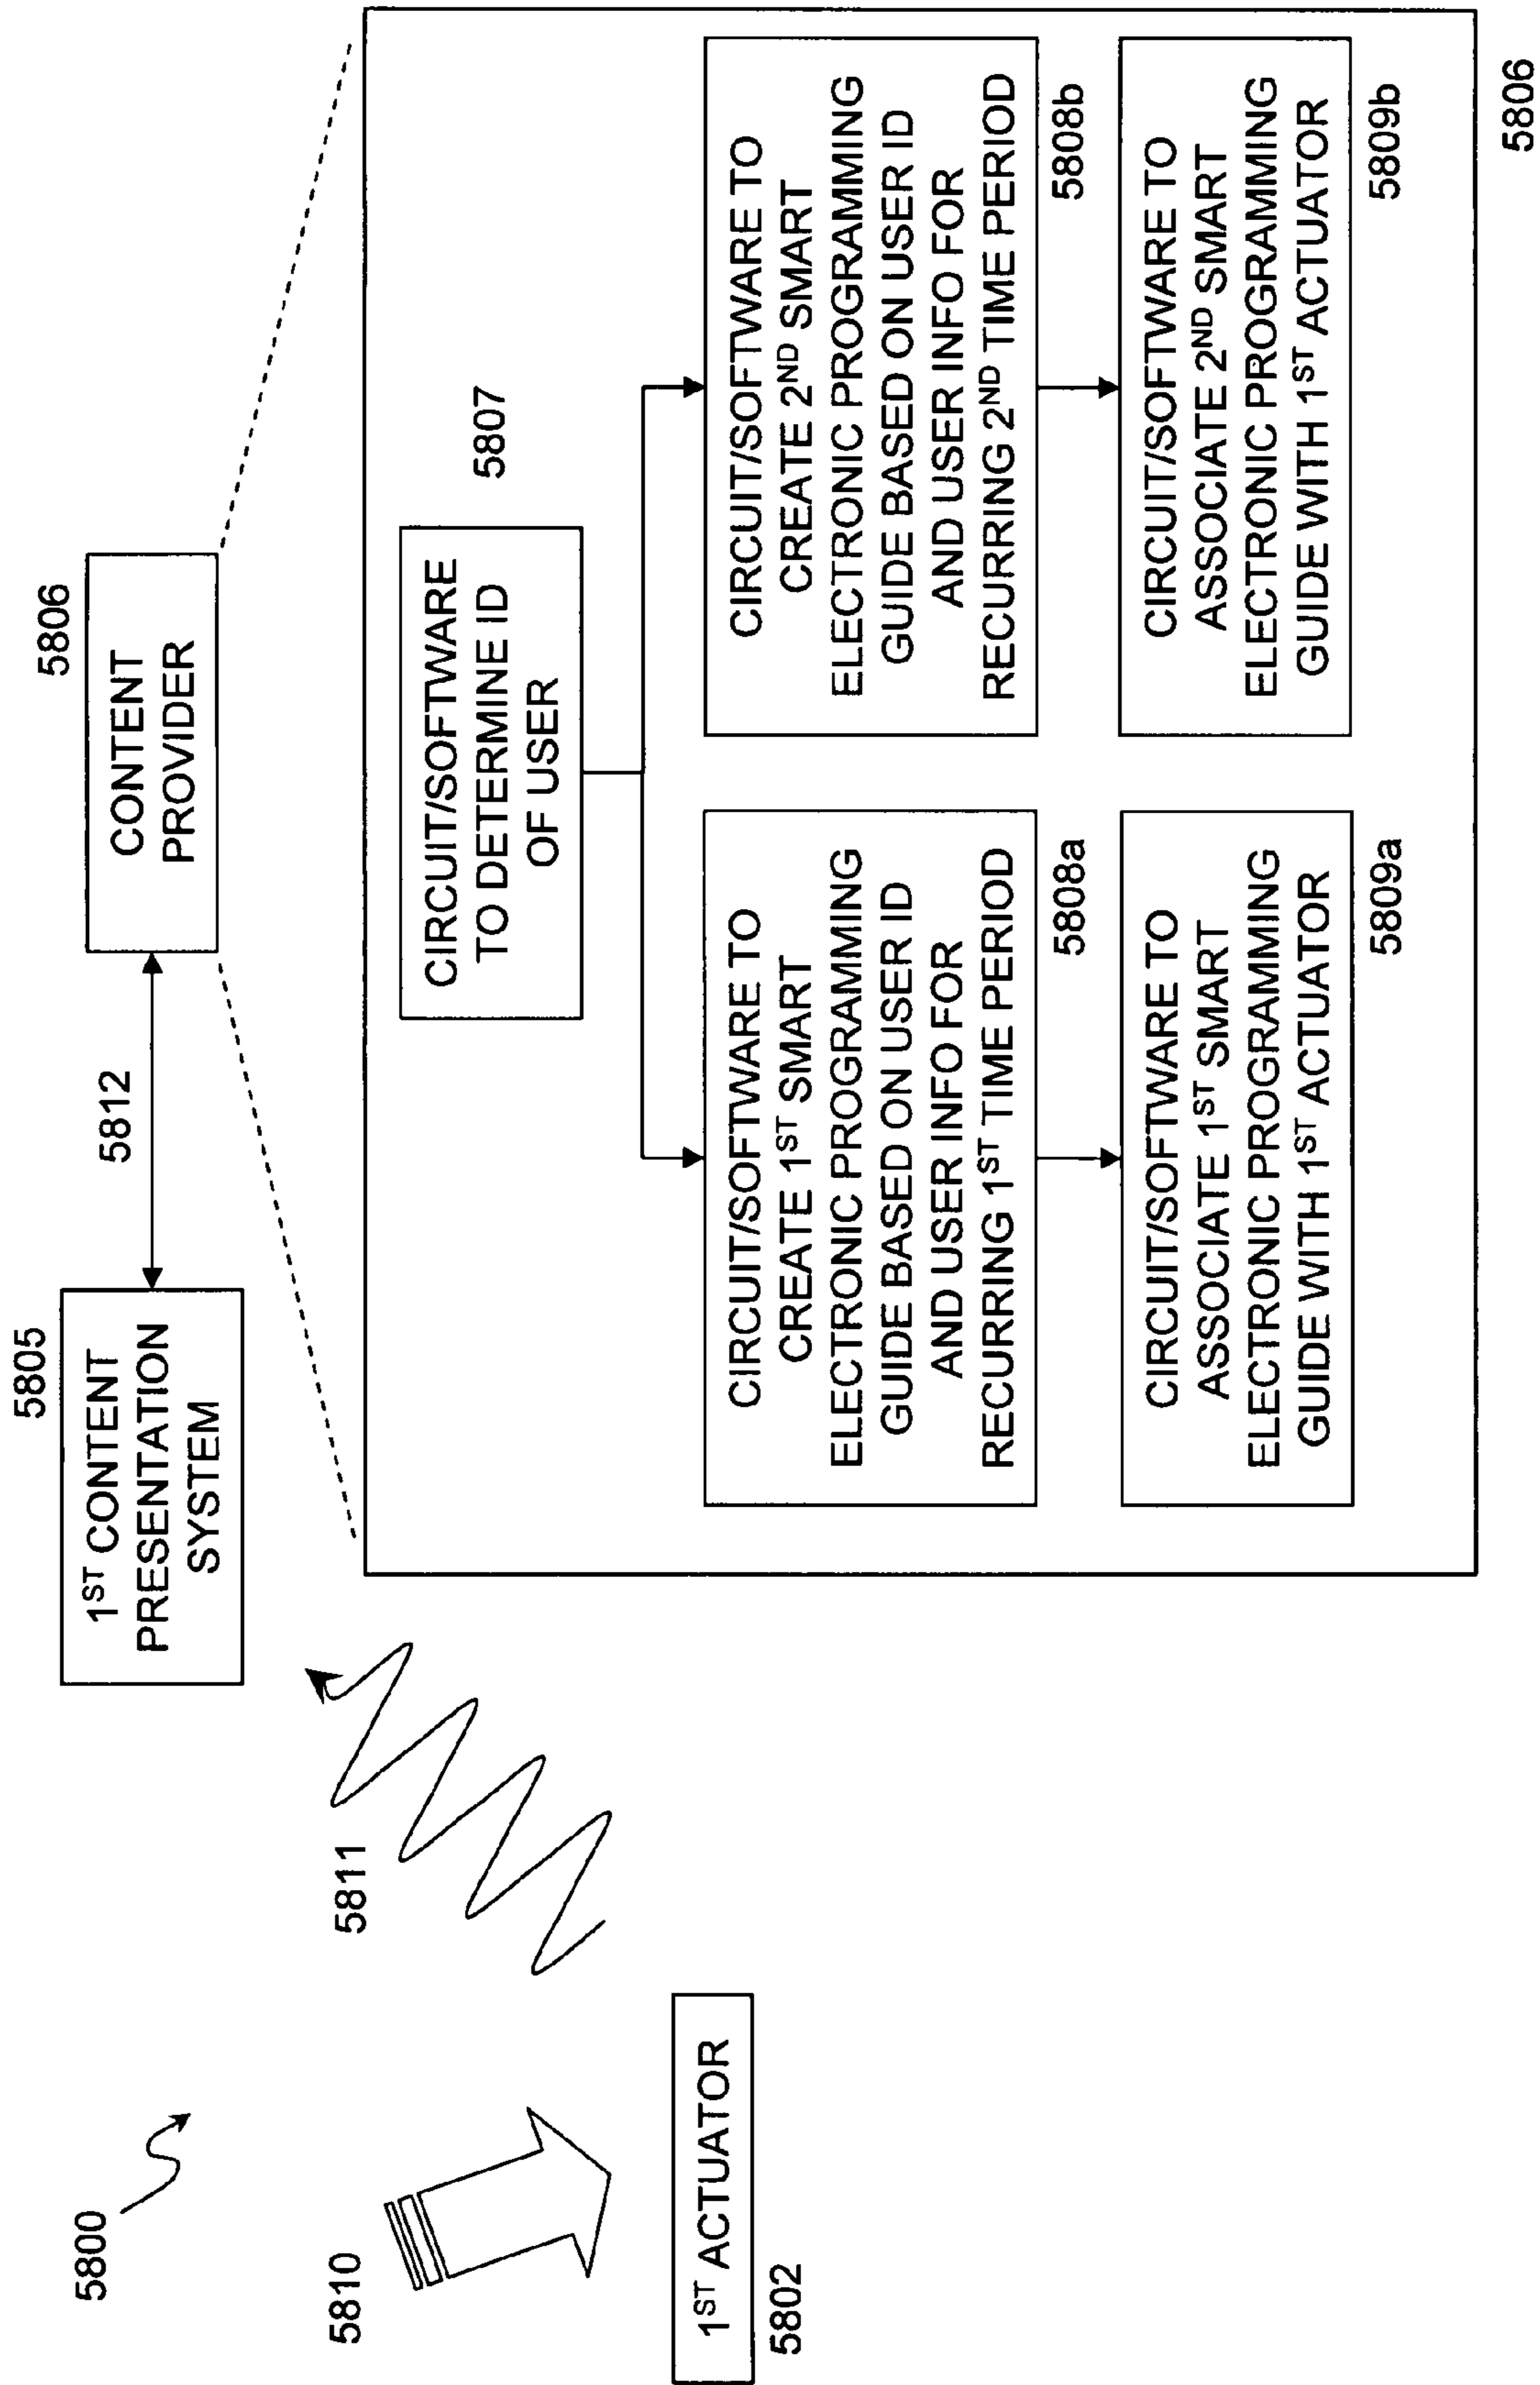 5800
5810
1ST ACTUATOR
5802
5811
5805
1ST CONTENT
PRESENTATION
SYSTEM
5812
5806
CONTENT
PROVIDER
CIRCUIT/SOFTWARE
TO DETERMINE ID
OF USER
5807
CIRCUIT/SOFTWARE TO
CREATE 1ST SMART
ELECTRONIC PROGRAMMING
GUIDE BASED ON USER ID
AND USER INFO FOR
RECURRING 1ST TIME PERIOD
5808a
CIRCUIT/SOFTWARE TO
ASSOCIATE 1ST SMART
ELECTRONIC PROGRAMMING
GUIDE WITH 1ST ACTUATOR
5809a
CIRCUIT/SOFTWARE TO
CREATE 2ND SMART
ELECTRONIC PROGRAMMING
GUIDE BASED ON USER ID
AND USER INFO FOR
RECURRING 2ND TIME PERIOD
5808b
CIRCUIT/SOFTWARE TO
ASSOCIATE 2ND SMART
ELECTRONIC PROGRAMMING
GUIDE WITH 1ST ACTUATOR
5809b
5806